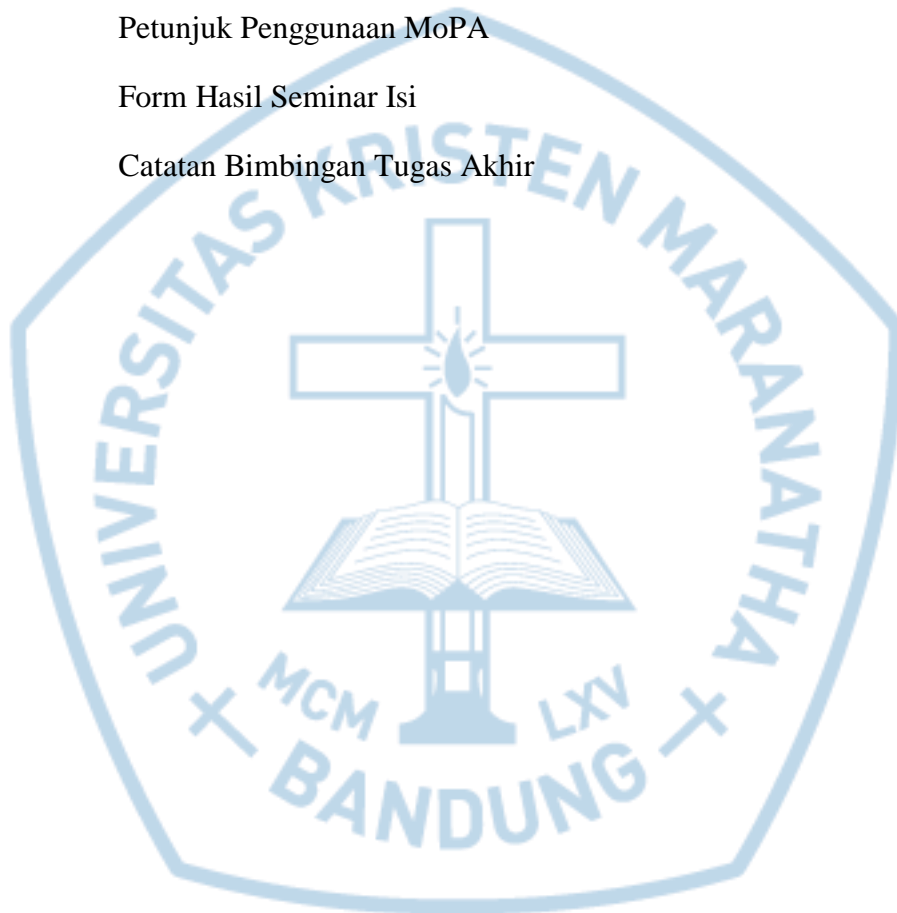 Petunjuk Penggunaan MoPA
Form Hasil Seminar Isi
Catatan Bimbingan Tugas Akhir
UNIVERSITAS KRISTEN MARANATHA
MCM LXV
BANDUNG